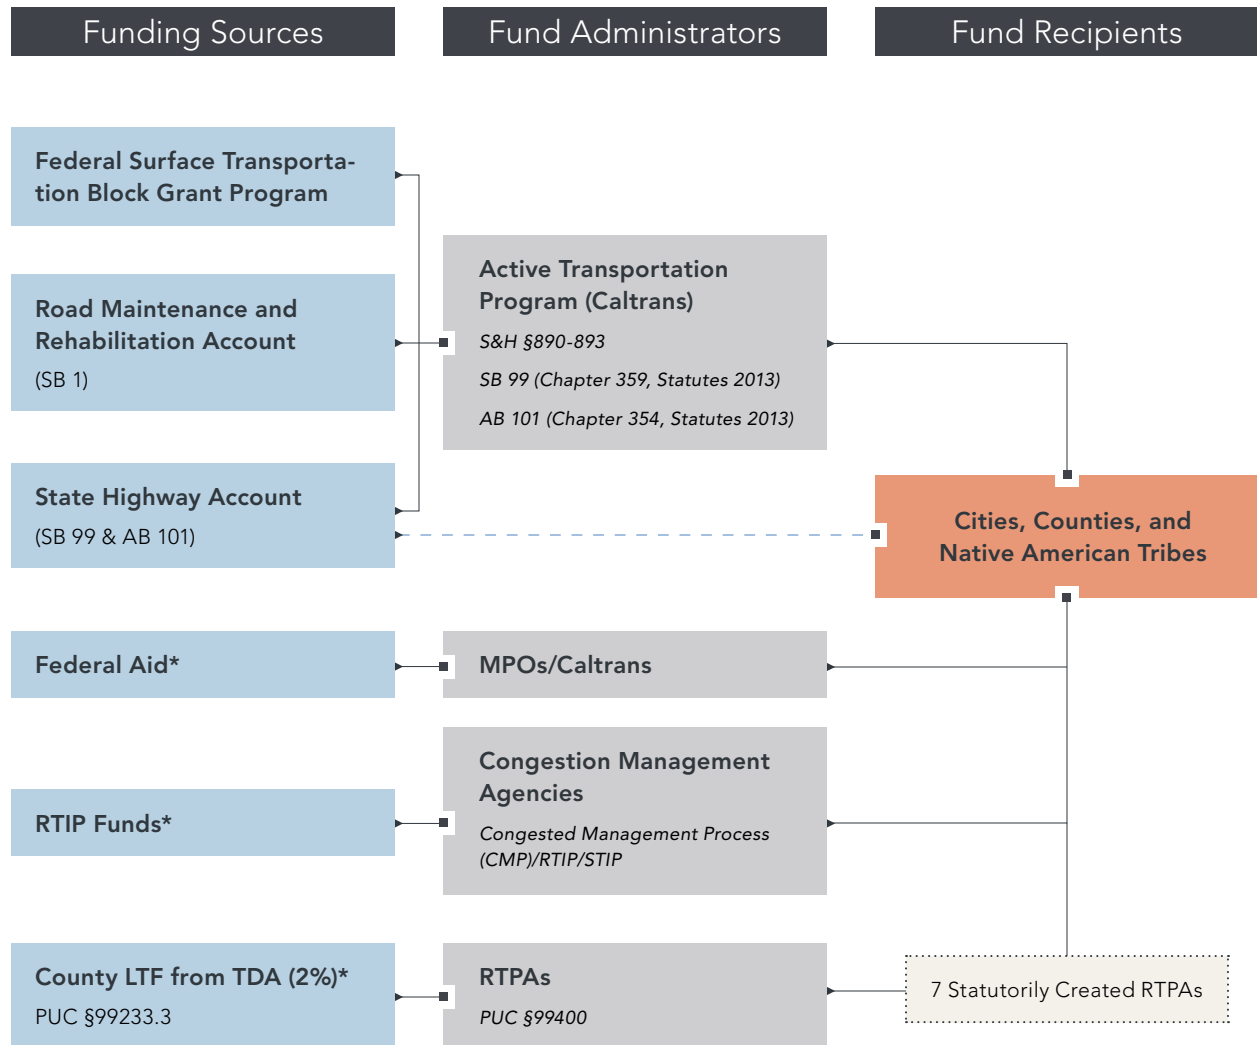 Funding Sources
Fund Administrators
Fund Recipients
Federal Surface Transporta-
tion Block Grant Program
Road Maintenance and
Rehabilitation Account
(SB 1)
State Highway Account
(SB 99 & AB 101)
Active Transportation
Program (Caltrans)
S&H §890-893
SB 99 (Chapter 359, Statutes 2013)
AB 101 (Chapter 354, Statutes 2013)
Cities, Counties, and
Native American Tribes
Federal Aid*
MPOs/Caltrans
RTIP Funds*
Congestion Management
Agencies
Congested Management Process
(CMP)/RTIP/STIP
County LTF from TDA (2%)*
PUC §99233.3
RTPAs
PUC §99400
7 Statutorily Created RTPAs